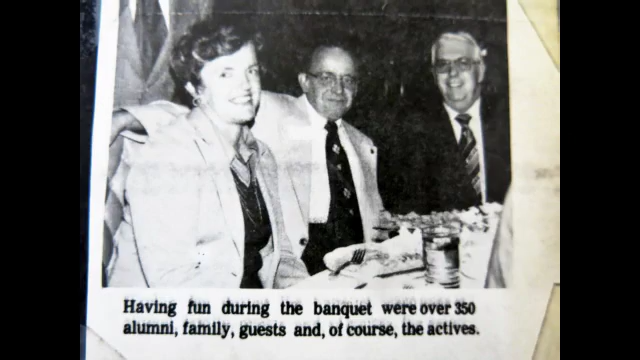 Having fun during the banquet were over 350
alumni, family, guests and, of course, the actives.